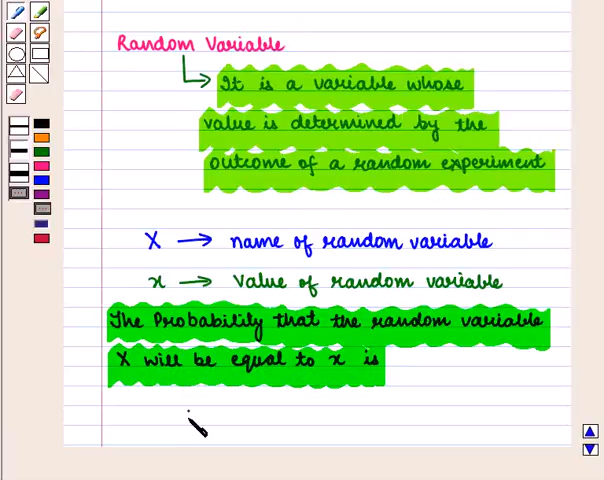 Random Variable
It is a variable whose
value is determined by the
outcome of a random experiment
X → name of random variable
x → Value of random variable
The Probability that the random variable
X will be equal to x is